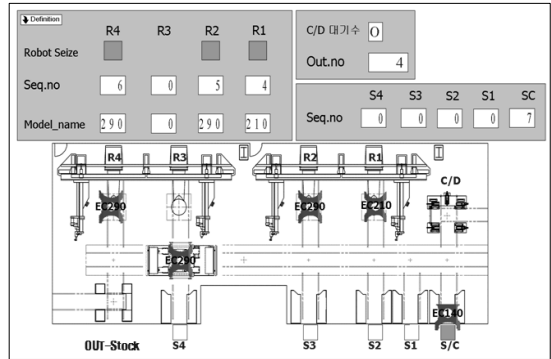 Definition
R4 R3 R2 R1
Robot Seize
Seq.no 6 0 5 4
Model_name 290 0 290 210
C/D 대기수 0
Out.no 4
S4 S3 S2 S1 SC
Seq.no 0 0 0 0 7
R4 R3 R2 R1
C/D
EC290 EC290 EC210
EC290
EC140
OUT-Stock S4 S3 S2 S1 S/C